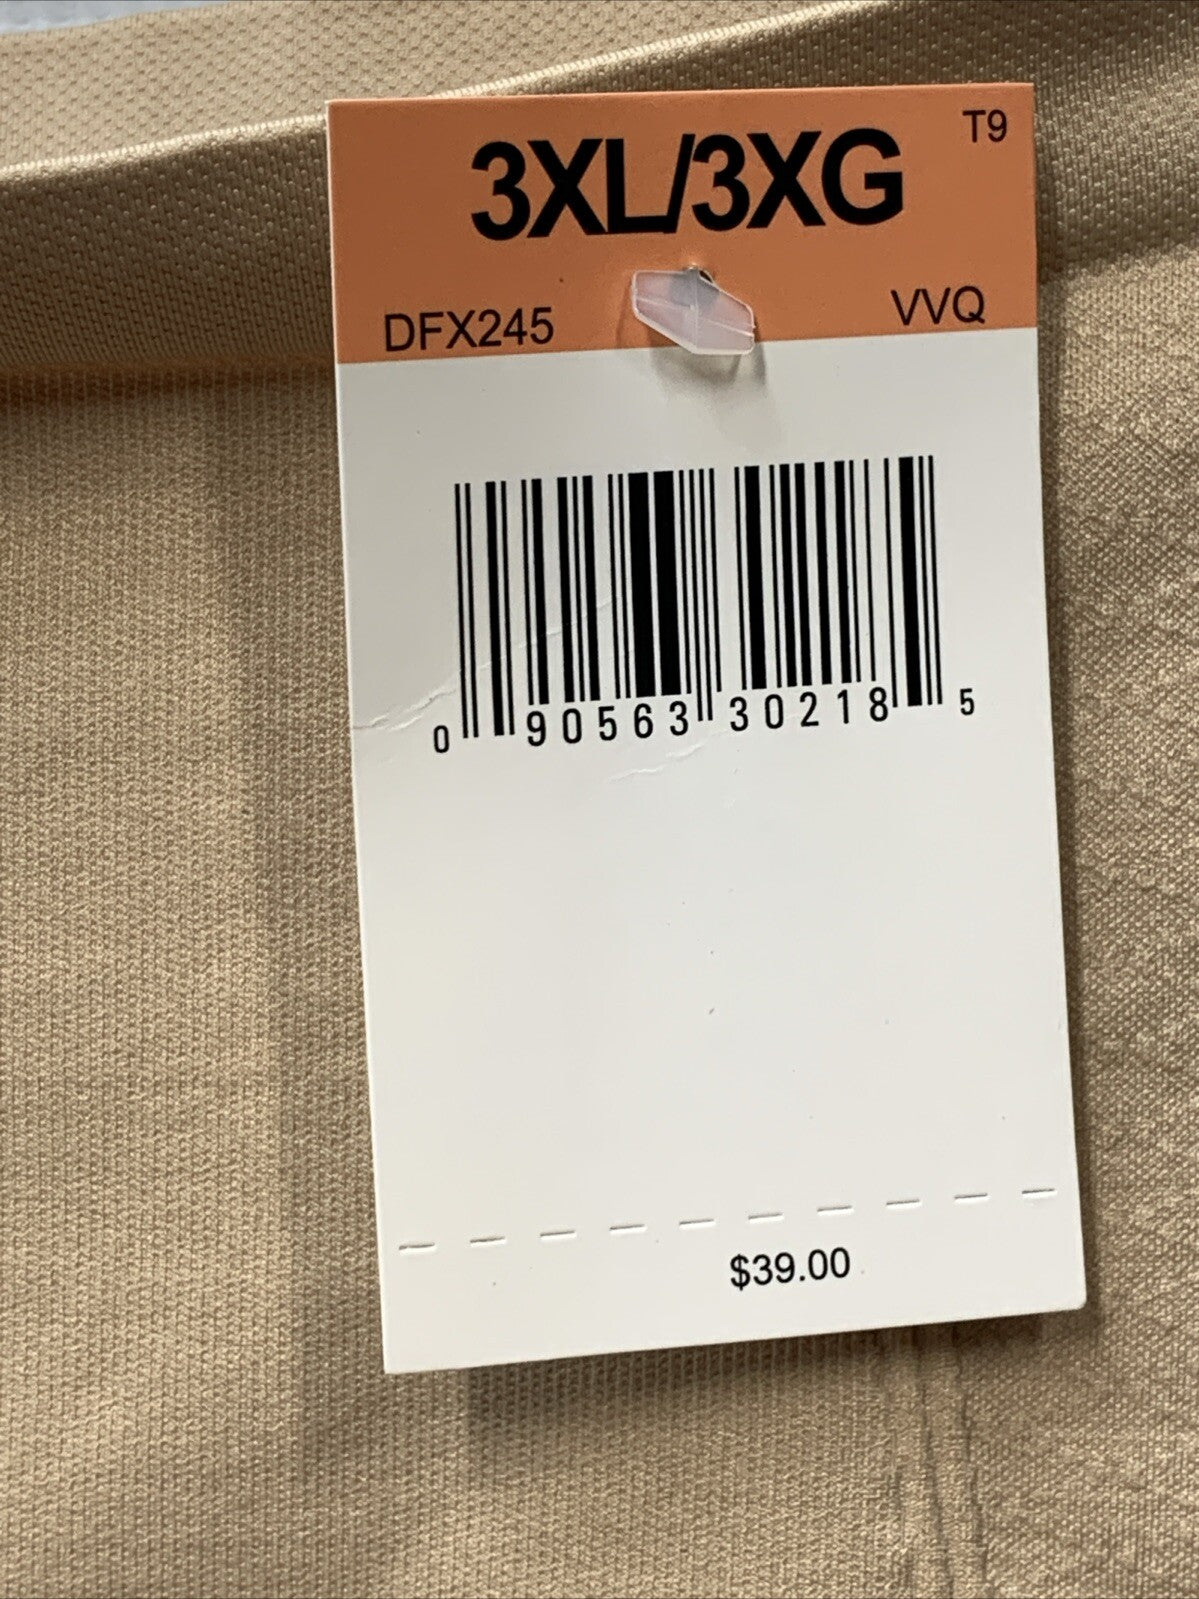 3XL/3XG
T9
DFX245
VVQ
0 90563 30218 5
$39.00